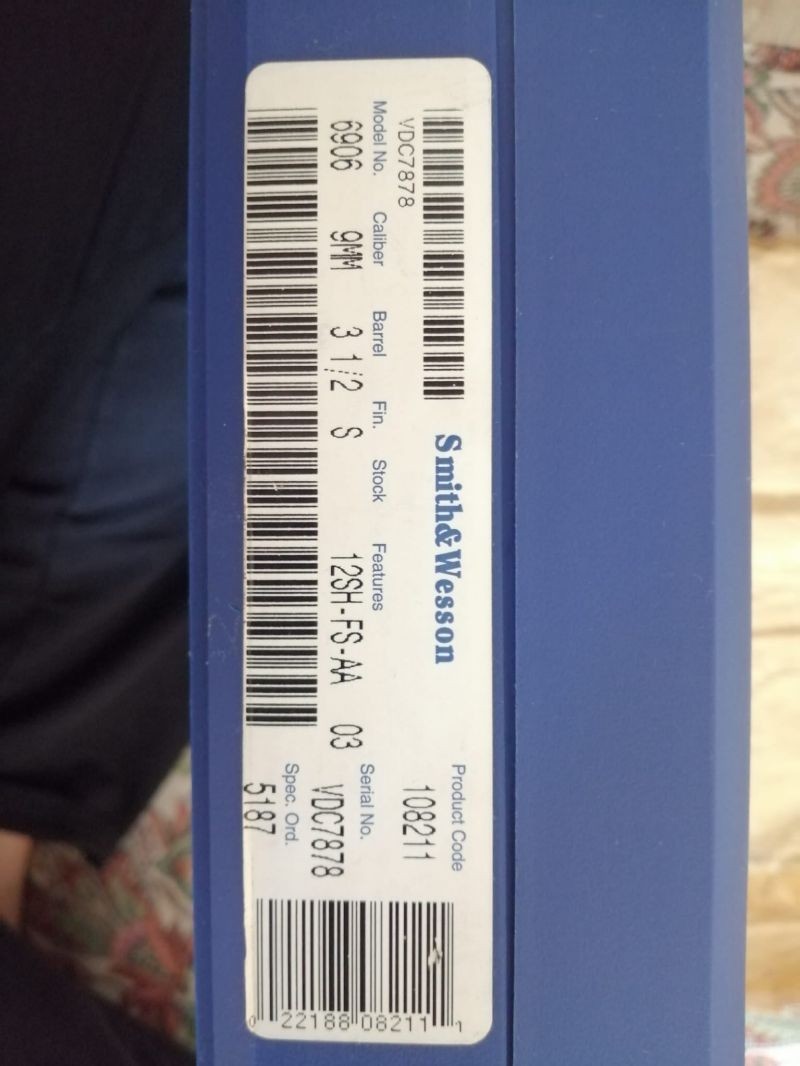 VDC7878
Smith&Wesson
Product Code
108211
Model No. Caliber Barrel Fin. Stock Features
6906 9MM 3 1/2 S 12SH-FS-AA 03
Serial No.
VDC7878
Spec. Ord.
5187
0 22188 08211 1